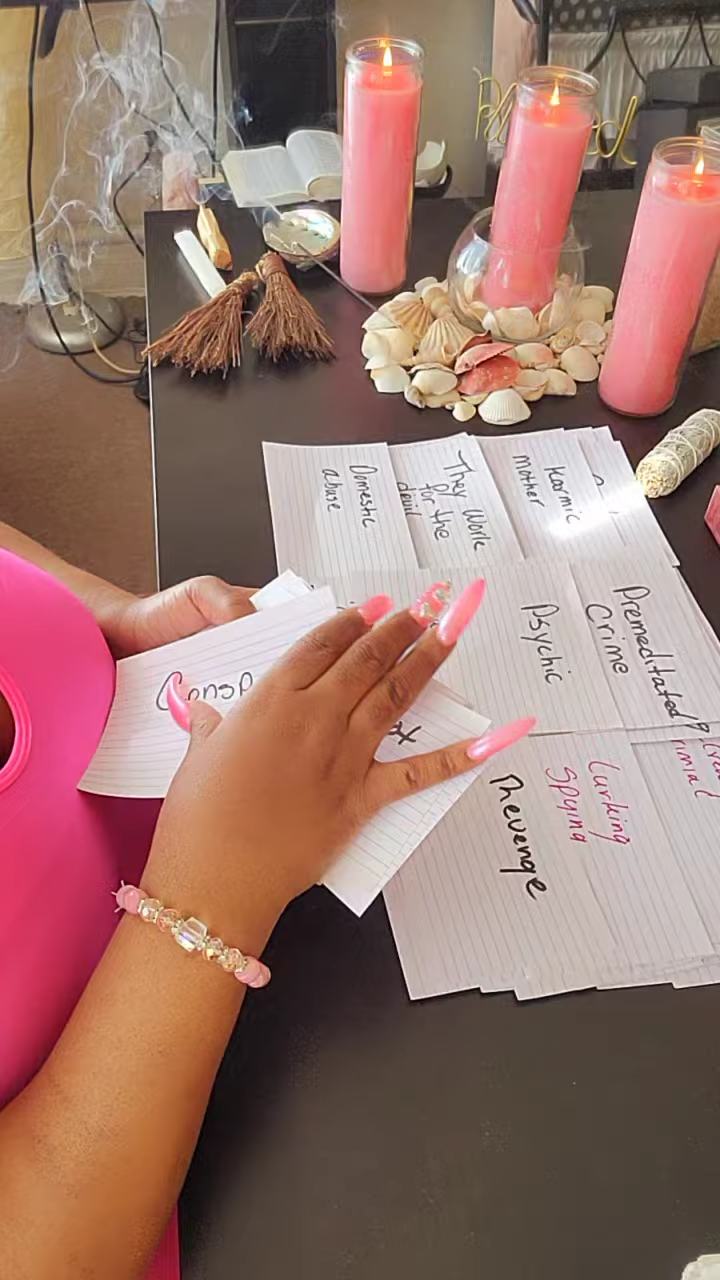 Domestic
abuse
They Work
for the
devil
Karmic
mother
Psychic
Premeditated
Crime
Revenge
Lurking
Spying